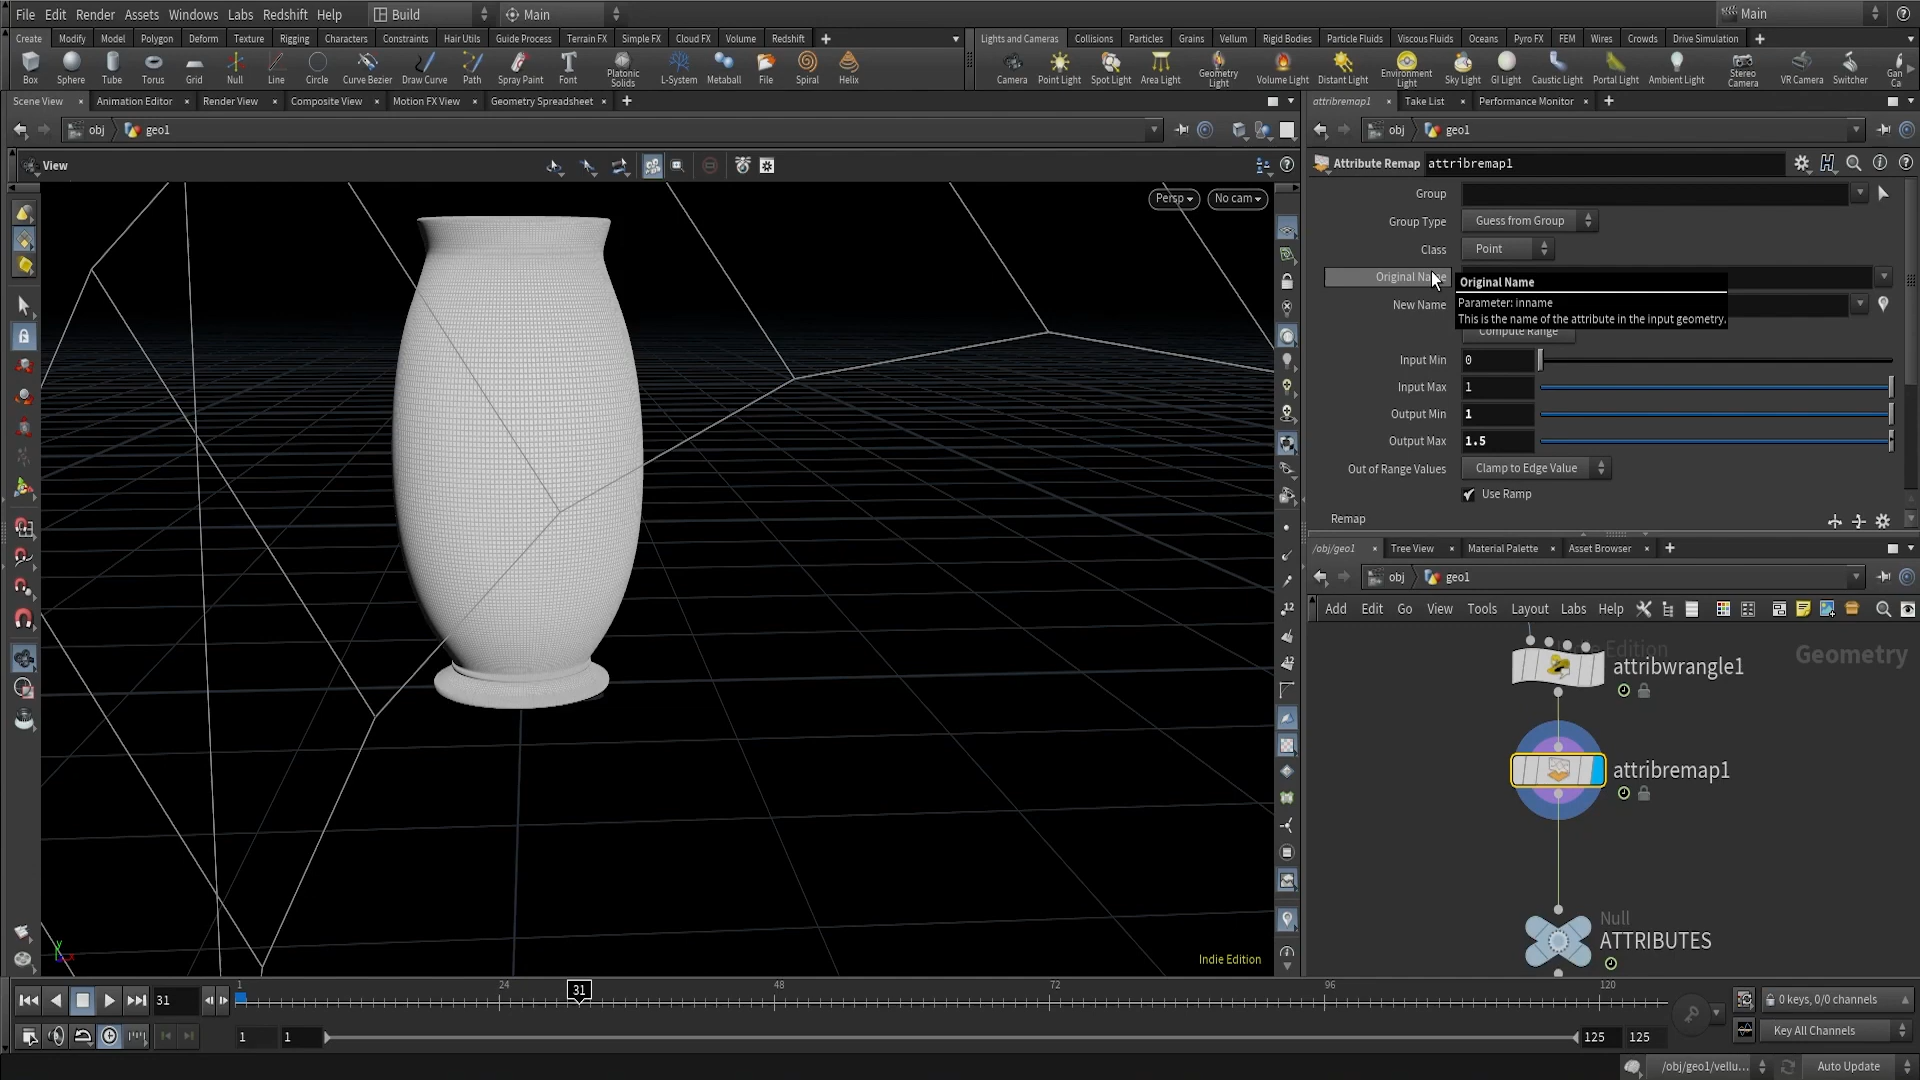 File Edit Render Assets Windows Labs Redshift Help Build Main Main
Create Modify Model Polygon Deform Texture Rigging Characters Constraints Hair Utils Guide Process Terrain FX Simple FX Cloud FX Volume Redshift
Lights and Cameras Collisions Particles Grains Vellum Rigid Bodies Particle Fluids Viscous Fluids Oceans Pyro FX FEM Wires Crowds Drive Simulation
Box Sphere Tube Torus Grid Null Line Circle Curve Bezier Draw Curve Path Spray Paint Font Platonic Solids L-System Metaball File Spiral Helix
Camera Point Light Spot Light Area Light Geometry Light Volume Light Distant Light Environment Light Sky Light GI Light Caustic Light Portal Light Ambient Light Stereo Camera VR Camera Switcher
Scene View Animation Editor Render View Composite View Motion FX View Geometry Spreadsheet
attribremap1 Take List Performance Monitor
obj geo1
obj geo1
View
Persp No cam
Attribute Remap attribremap1
Group
Group Type Guess from Group
Class Point
Original Name
Original Name
Parameter: inname
This is the name of the attribute in the input geometry.
New Name
Compute Range
Input Min 0
Input Max 1
Output Min 1
Output Max 1.5
Out of Range Values Clamp to Edge Value
Use Ramp
Remap
/obj/geo1 Tree View Material Palette Asset Browser
obj geo1
Add Edit Go View Tools Layout Labs Help
Edition
Geometry
attribwrangle1
attribremap1
Null
ATTRIBUTES
12
12
y
x
Indie Edition
31 1 24 31 48 72 96 120
0 keys, 0/0 channels
1 1 125 125
Key All Channels
/obj/geo1/vellu... Auto Update